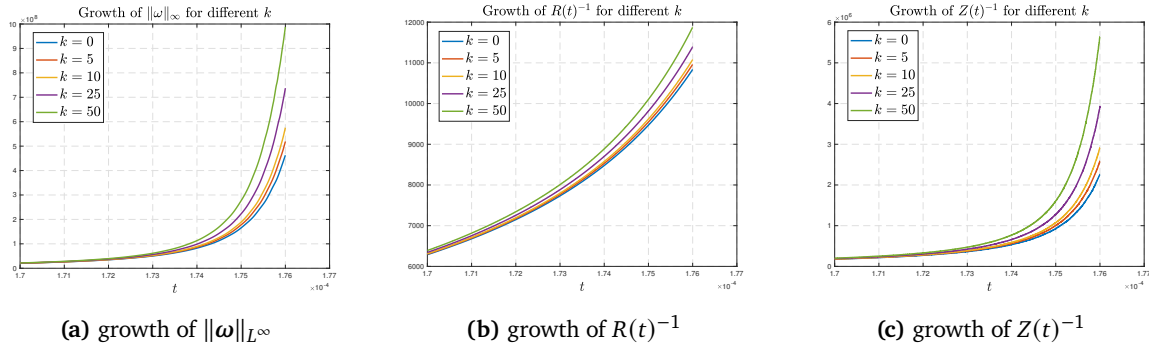 Growth of ‖ω‖∞ for different k
×10⁸
10
9
8
7
6
5
4
3
2
1
0
k = 0
k = 5
k = 10
k = 25
k = 50
1.7 1.71 1.72 1.73 1.74 1.75 1.76 1.77
t
×10⁻⁴
(a) growth of ‖ω‖L∞
Growth of R(t)⁻¹ for different k
12000
11000
10000
9000
8000
7000
6000
k = 0
k = 5
k = 10
k = 25
k = 50
1.7 1.71 1.72 1.73 1.74 1.75 1.76 1.77
t
×10⁻⁴
(b) growth of R(t)⁻¹
Growth of Z(t)⁻¹ for different k
×10⁶
6
5
4
3
2
1
0
k = 0
k = 5
k = 10
k = 25
k = 50
1.7 1.71 1.72 1.73 1.74 1.75 1.76 1.77
t
×10⁻⁴
(c) growth of Z(t)⁻¹